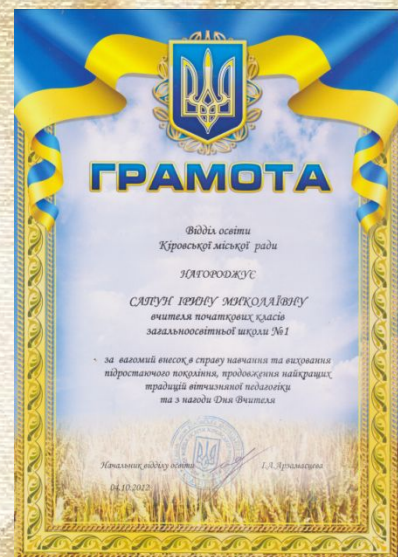 ГРАМОТА
Відділ освіти
Кіровської міської ради
НАГОРОДЖУЄ
САПУН ІРИНУ МИКОЛАЇВНУ
вчителя початкових класів
загальноосвітньої школи №1
за вагомий внесок в справу навчання та виховання
підростаючого покоління, продовження найкращих
традицій вітчизняної педагогіки
та з нагоди Дня Вчителя
Начальник відділу освіти І.А.Арзамасцева
04.10.2012